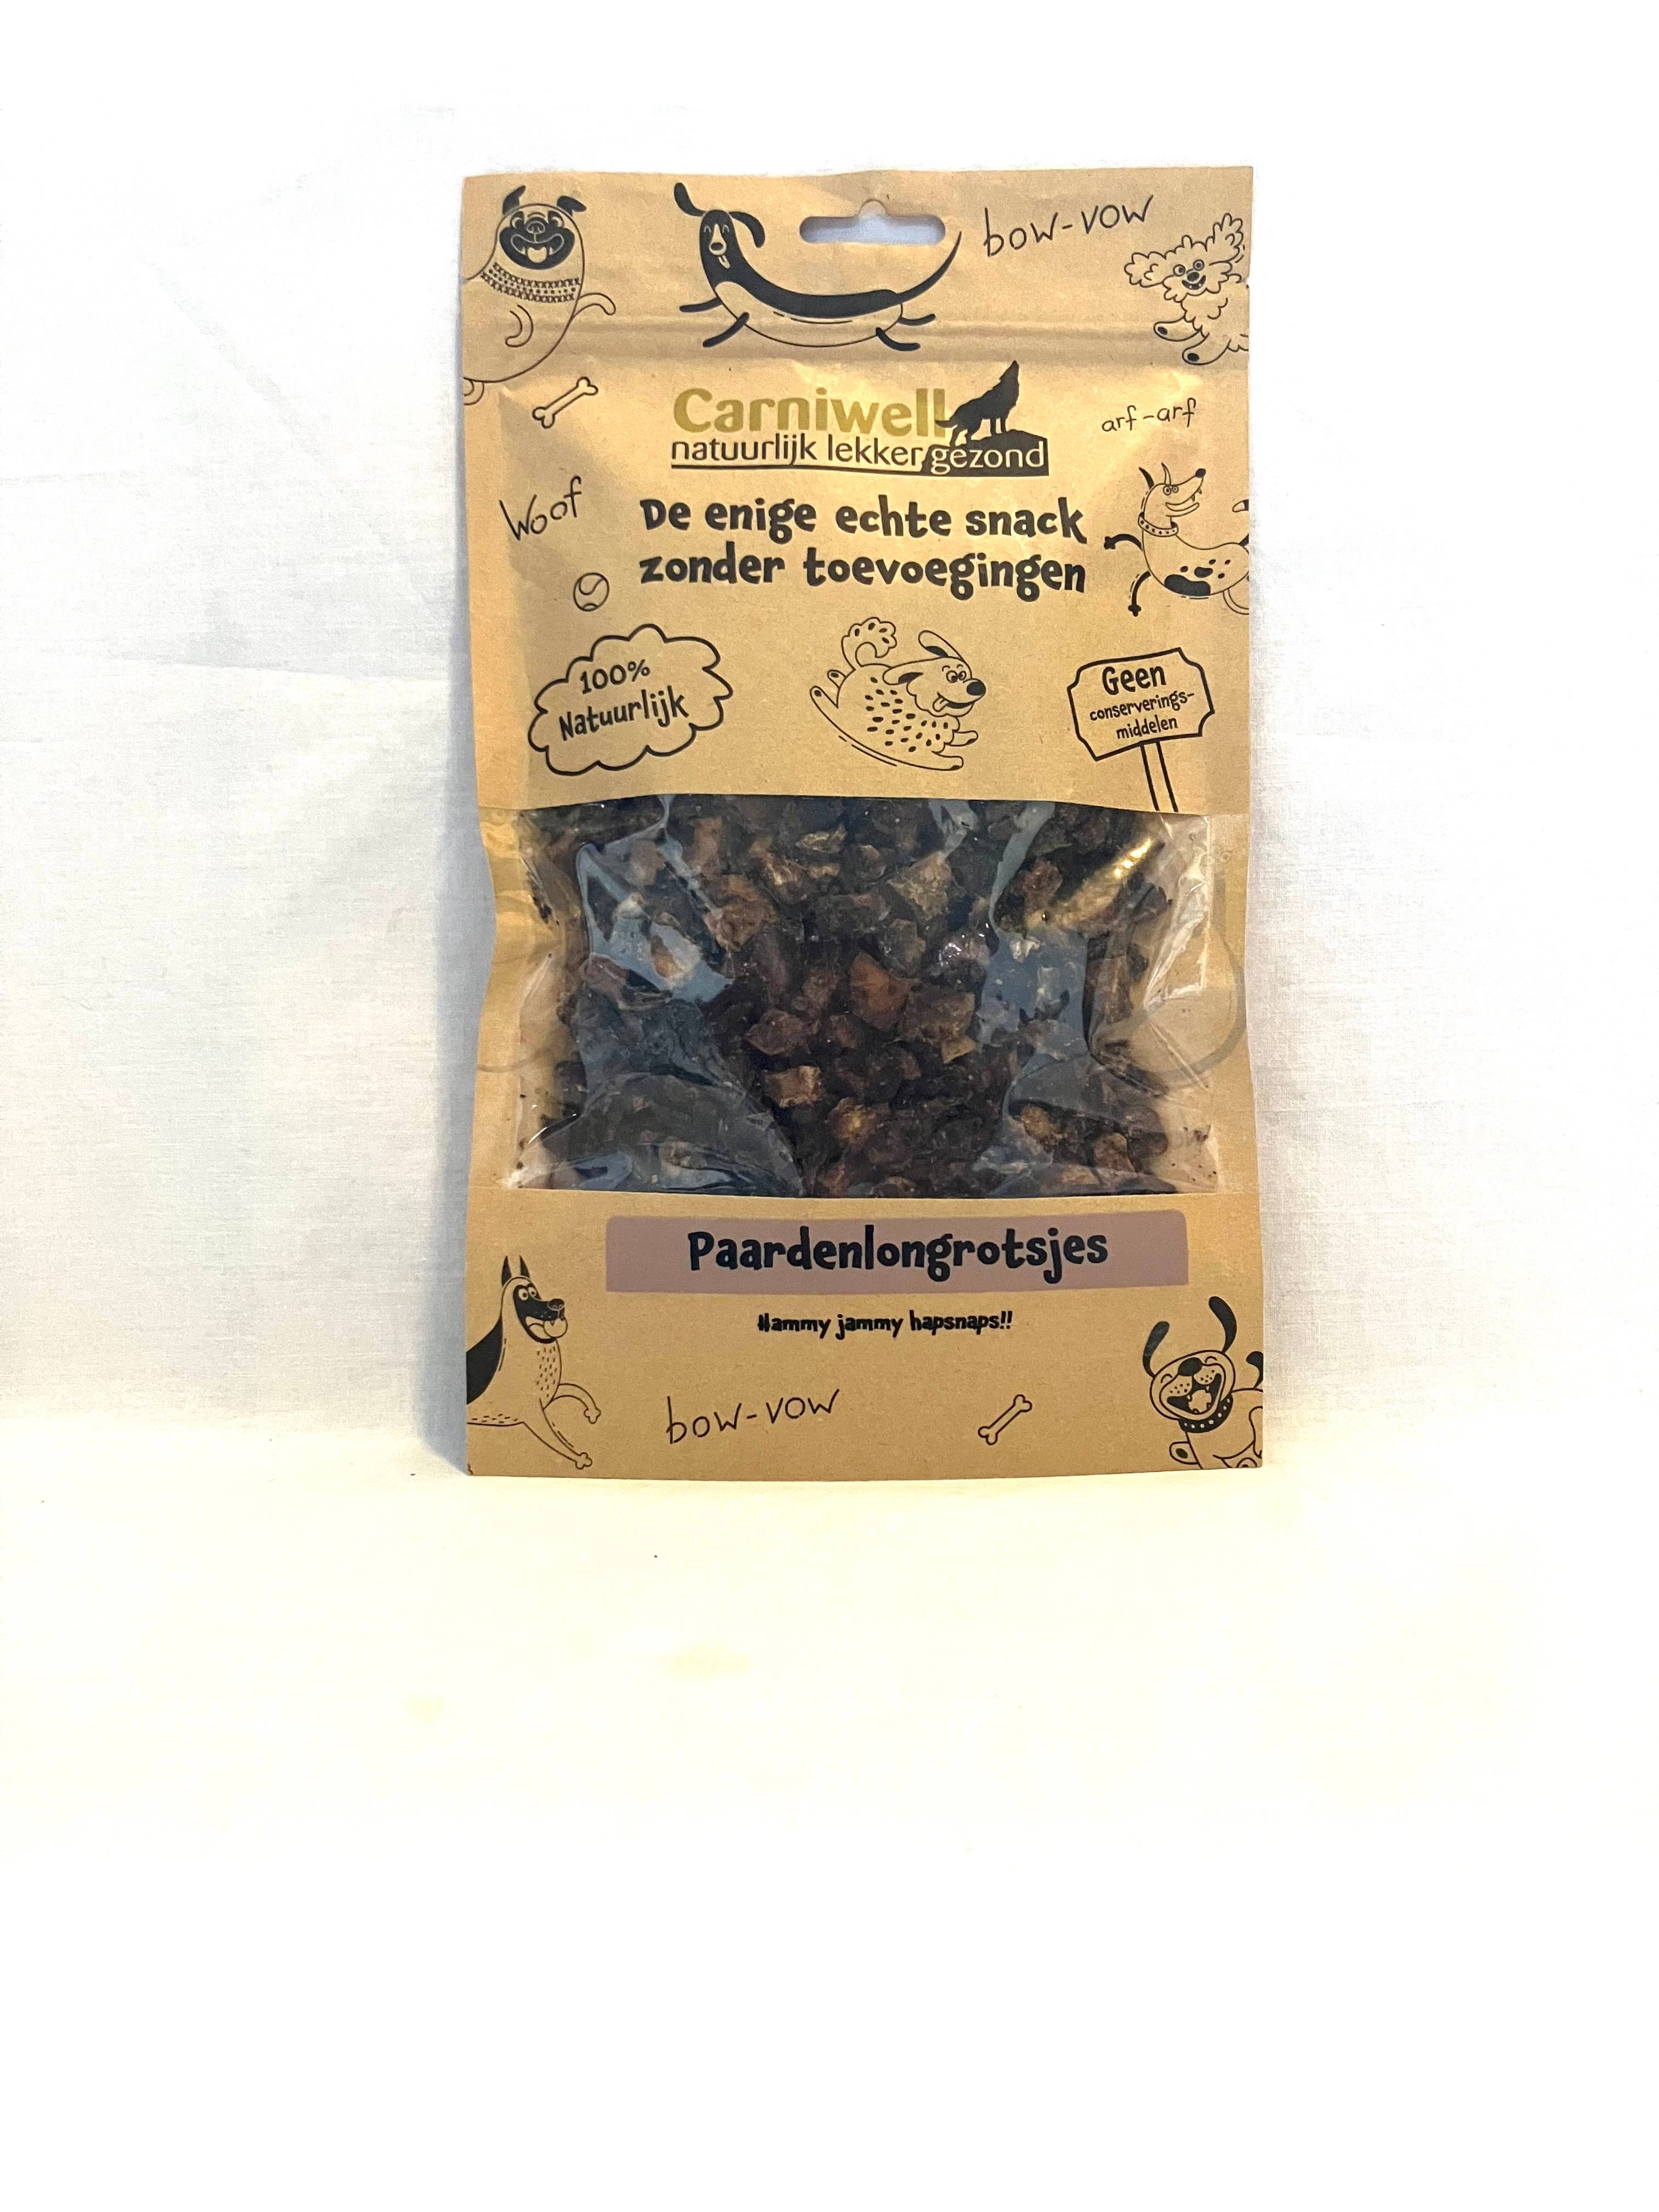 bow-vow
Carniwell
natuurlijk lekker gezond
arf-arf
Woof
De enige echte snack
zonder toevoegingen
100%
Natuurlijk
Geen
conserverings-
middelen
Paardenlongrotsjes
Hammy jammy hapsnaps!!
bow-vow